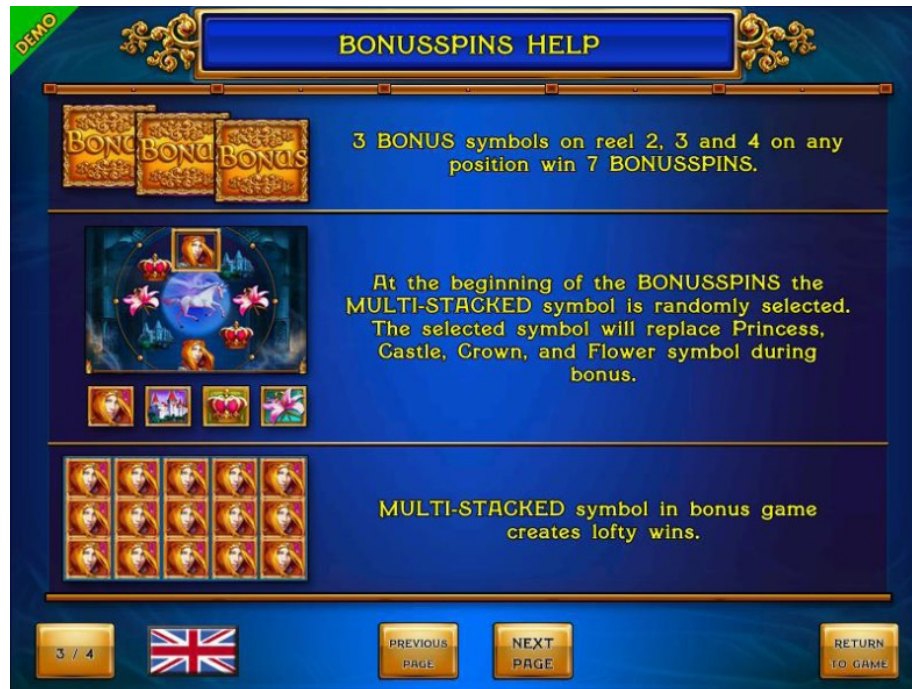 DEMO
BONUSSPINS HELP
BONU BONU BONUS
3 BONUS symbols on reel 2, 3 and 4 on any
position win 7 BONUSSPINS.
At the beginning of the BONUSSPINS the
MULTI-STACKED symbol is randomly selected.
The selected symbol will replace Princess,
Castle, Crown, and Flower symbol during
bonus.
MULTI-STACKED symbol in bonus game
creates lofty wins.
3 / 4
PREVIOUS
PAGE
NEXT
PAGE
RETURN
TO GAME